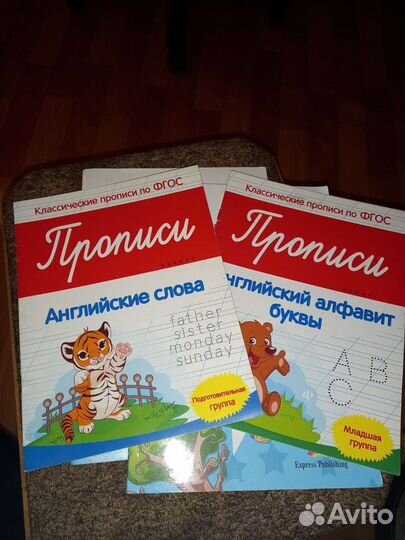 Классические прописи по ФГОС
Прописи
Английские слова
father
sister
monday
sunday
Подготовительная
группа
Классические прописи по ФГОС
Прописи
нглийский алфавит
буквы
A B
C
Младшая
группа
Express Publishing
Avito